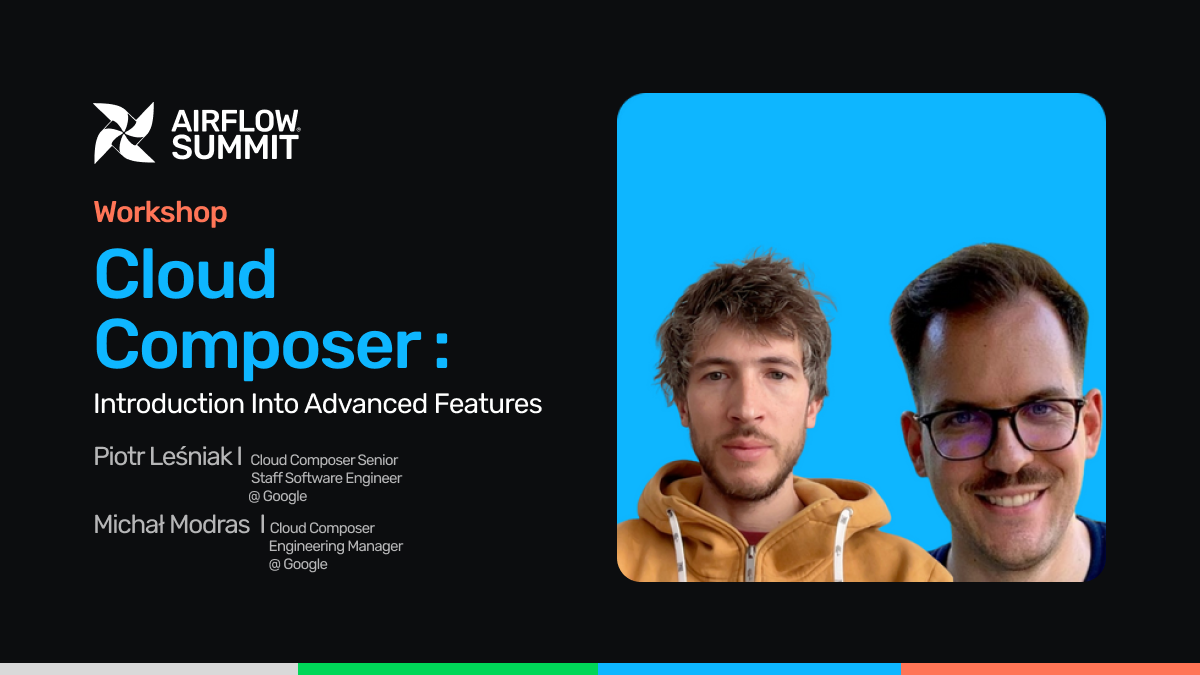 AIRFLOW
SUMMIT
Workshop
Cloud
Composer :
Introduction Into Advanced Features
Piotr Leśniak | Cloud Composer Senior
Staff Software Engineer
@ Google
Michał Modras | Cloud Composer
Engineering Manager
@ Google